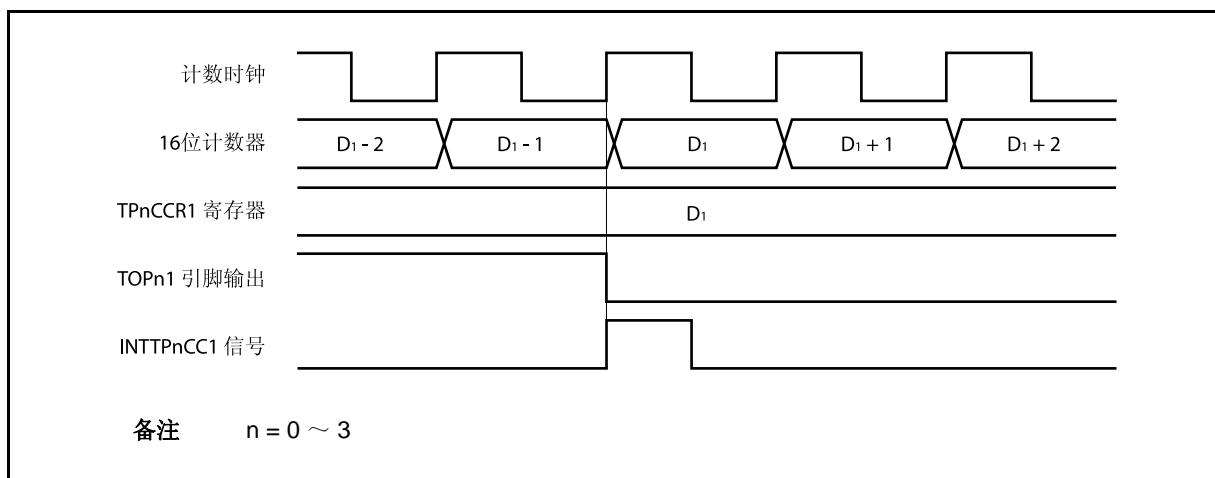 计数时钟
16位计数器 D1 - 2 D1 - 1 D1 D1 + 1 D1 + 2
TPnCCR1 寄存器 D1
TOPn1 引脚输出
INTTPnCC1 信号
备注 n = 0 ～ 3